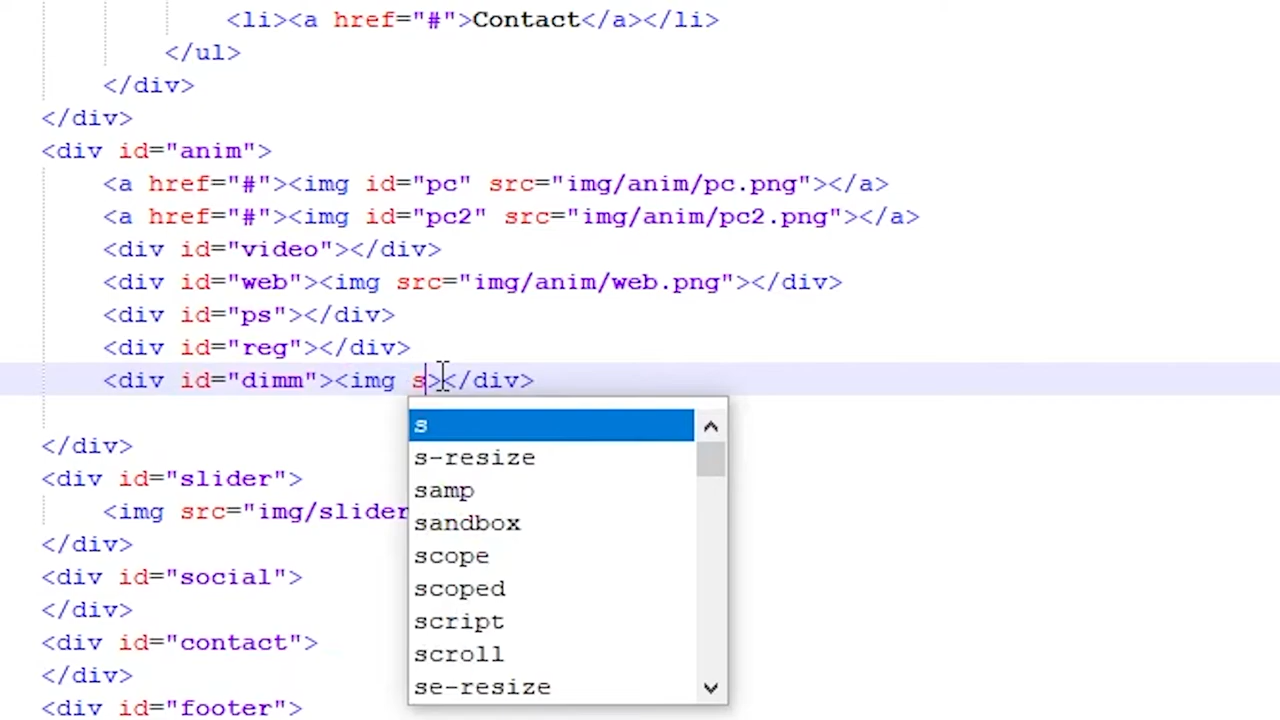 <li><a href="#">Contact</a></li>
</ul>
</div>
</div>
<div id="anim">
<a href="#"><img id="pc" src="img/anim/pc.png"></a>
<a href="#"><img id="pc2" src="img/anim/pc2.png"></a>
<div id="video"></div>
<div id="web"><img src="img/anim/web.png"></div>
<div id="ps"></div>
<div id="reg"></div>
<div id="dimm"><img s></div>
s
s-resize
samp
sandbox
scope
scoped
script
scroll
se-resize
</div>
<div id="slider">
<img src="img/slider
</div>
<div id="social">
</div>
<div id="contact">
</div>
<div id="footer">